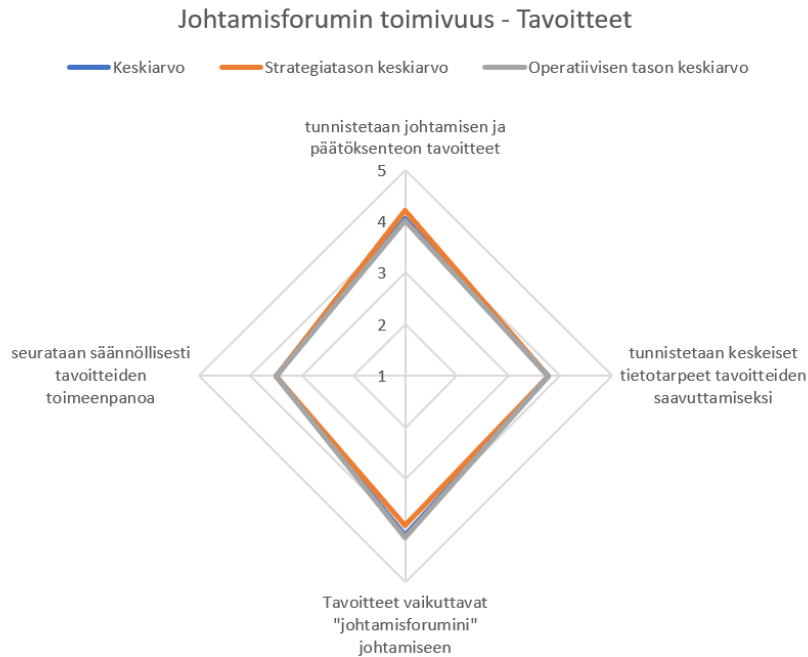 Johtamisforumin toimivuus - Tavoitteet
Keskiarvo
Strategiatason keskiarvo
Operatiivisen tason keskiarvo
tunnistetaan johtamisen ja
päätöksenteon tavoitteet
5
4
3
2
1
seurataan säännöllisesti
tavoitteiden
toimeenpanoa
tunnistetaan keskeiset
tietotarpeet tavoitteiden
saavuttamiseksi
Tavoitteet vaikuttavat
"johtamisforumini"
johtamiseen